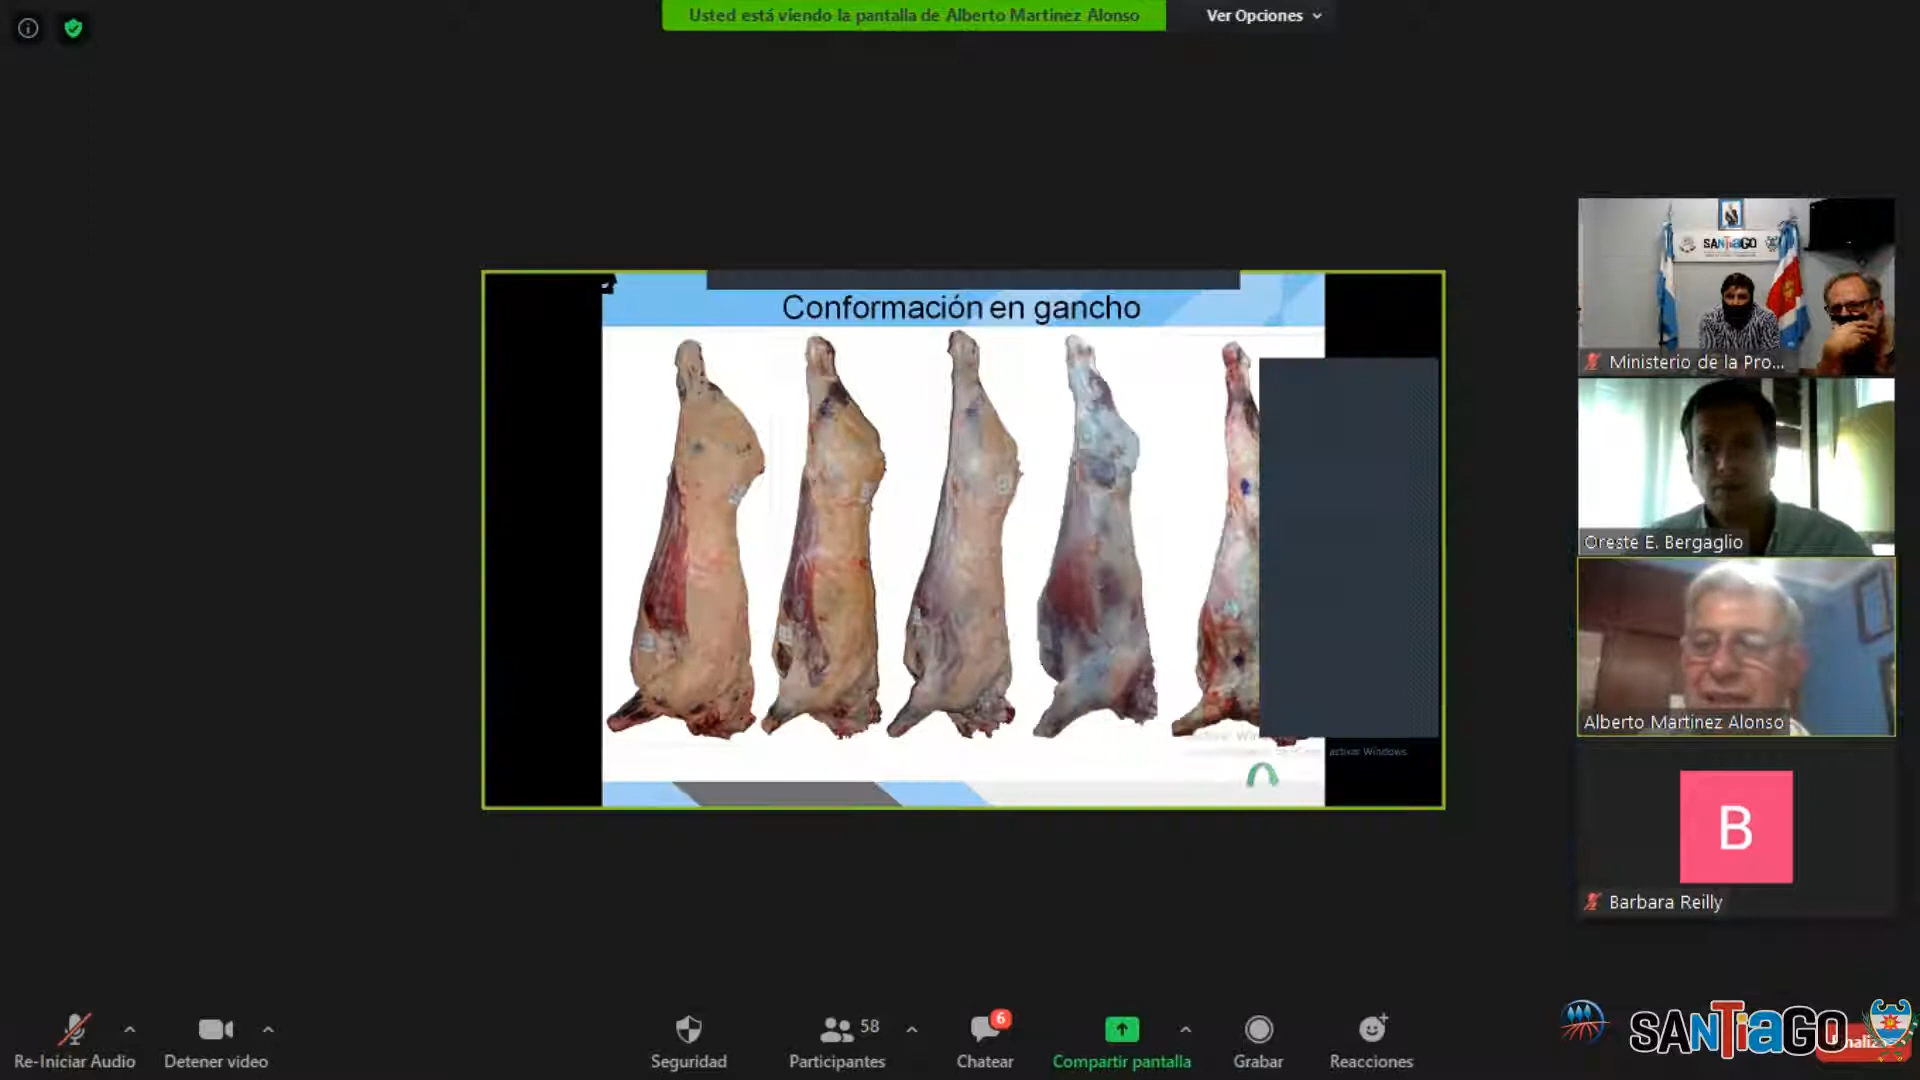 Usted está viendo la pantalla de Alberto Martinez Alonso
Ver Opciones
Conformación en gancho
activar Windows
SANTIAGO
Ministerio de la Pro...
Oreste E. Bergaglio
Alberto Martinez Alonso
B
Barbara Reilly
Re-Iniciar Audio
Detener video
Seguridad
58
Participantes
6
Chatear
Compartir pantalla
Grabar
Reacciones
SANTIAGO